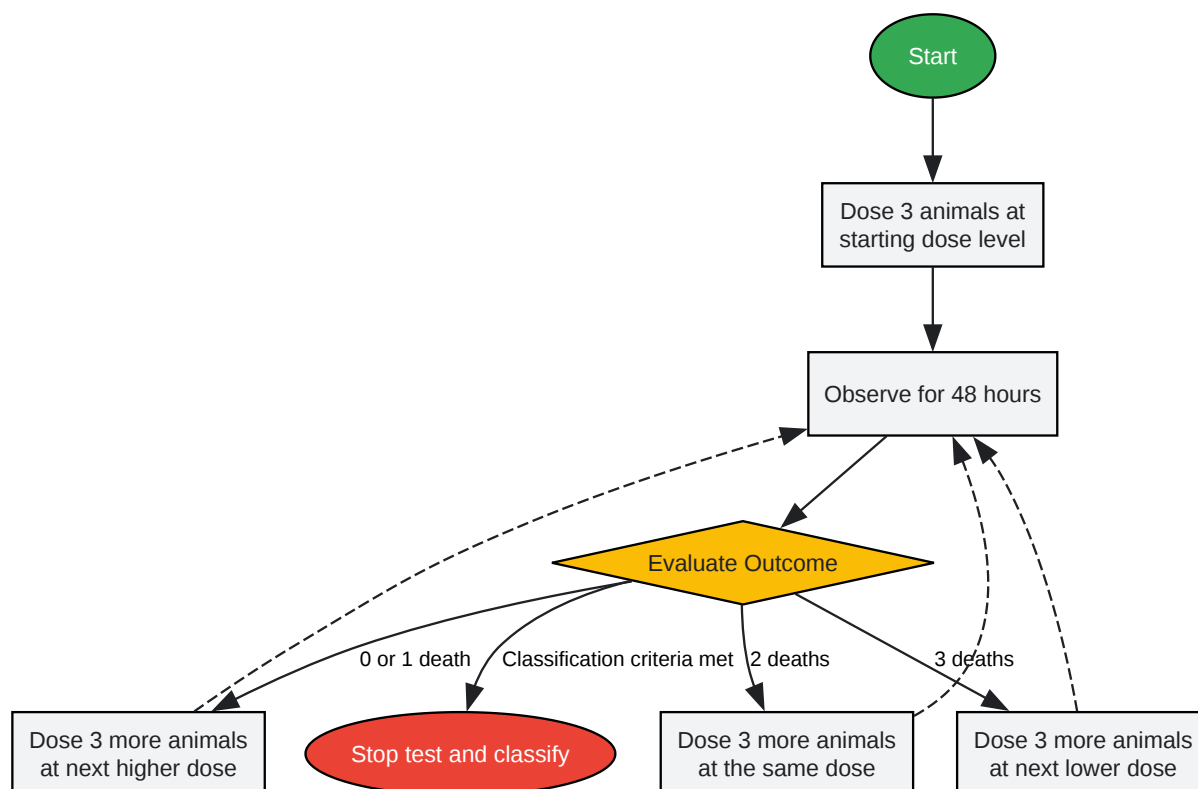 Start
Dose 3 animals at
starting dose level
Observe for 48 hours
Evaluate Outcome
0 or 1 death
Classification criteria met
2 deaths
3 deaths
Dose 3 more animals
at next higher dose
Stop test and classify
Dose 3 more animals
at the same dose
Dose 3 more animals
at next lower dose